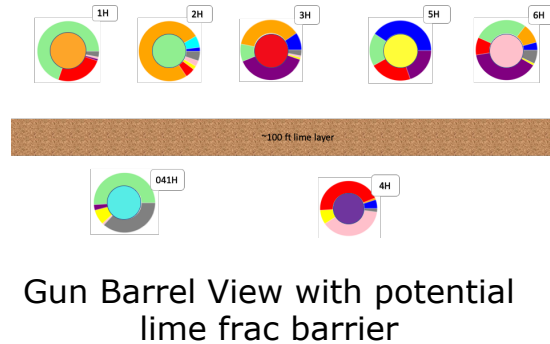 1H
2H
3H
5H
6H
~100 ft lime layer
041H
4H
Gun Barrel View with potential
lime frac barrier